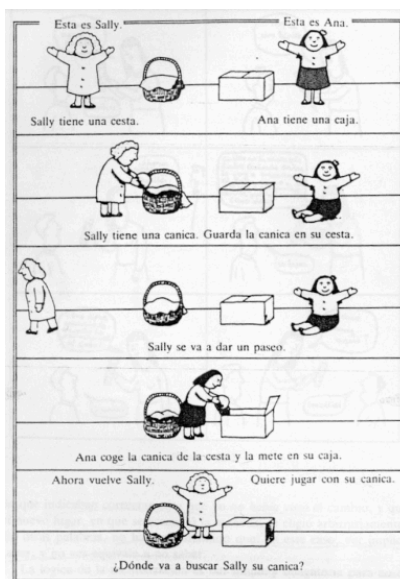 Esta es Sally.
Esta es Ana.
Sally tiene una cesta.
Ana tiene una caja.
Sally tiene una canica. Guarda la canica en su cesta.
Sally se va a dar un paseo.
Ana coge la canica de la cesta y la mete en su caja.
Ahora vuelve Sally.
Quiere jugar con su canica.
¿Dónde va a buscar Sally su canica?